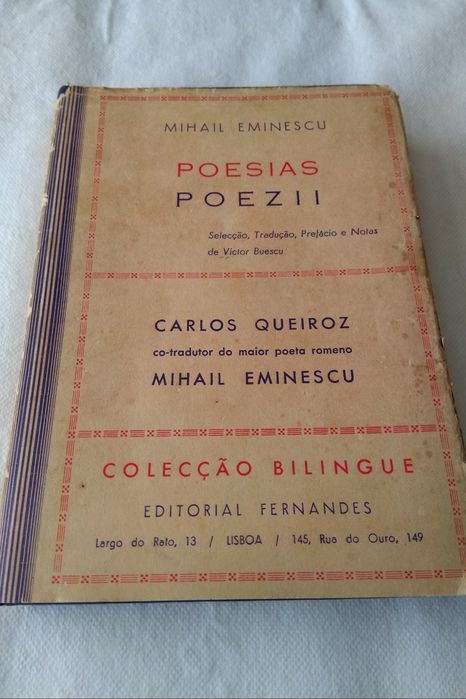 MIHAIL EMINESCU
POESIAS
POEZII
Selecção, Tradução, Prefácio e Notas
de Victor Buescu
CARLOS QUEIROZ
co-tradutor do maior poeta romeno
MIHAIL EMINESCU
COLECÇÃO BILINGUE
EDITORIAL FERNANDES
Largo do Rato, 13 / LISBOA / 145, Rua do Ouro, 149